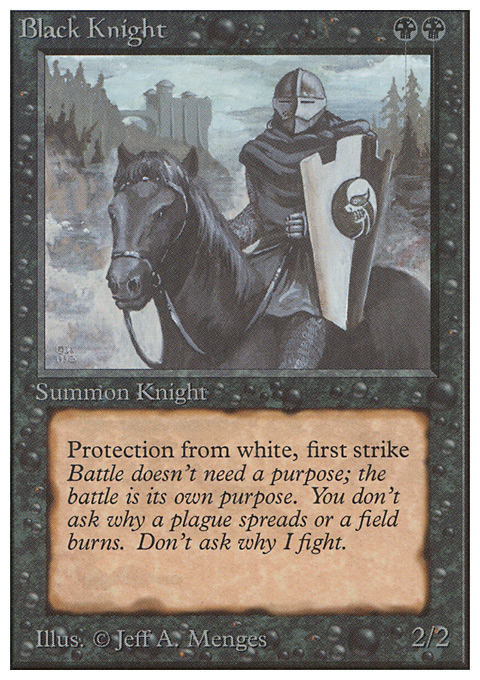 Black Knight
Summon Knight
Protection from white, first strike
Battle doesn't need a purpose; the
battle is its own purpose. You don't
ask why a plague spreads or a field
burns. Don't ask why I fight.
Illus. © Jeff A. Menges
2/2